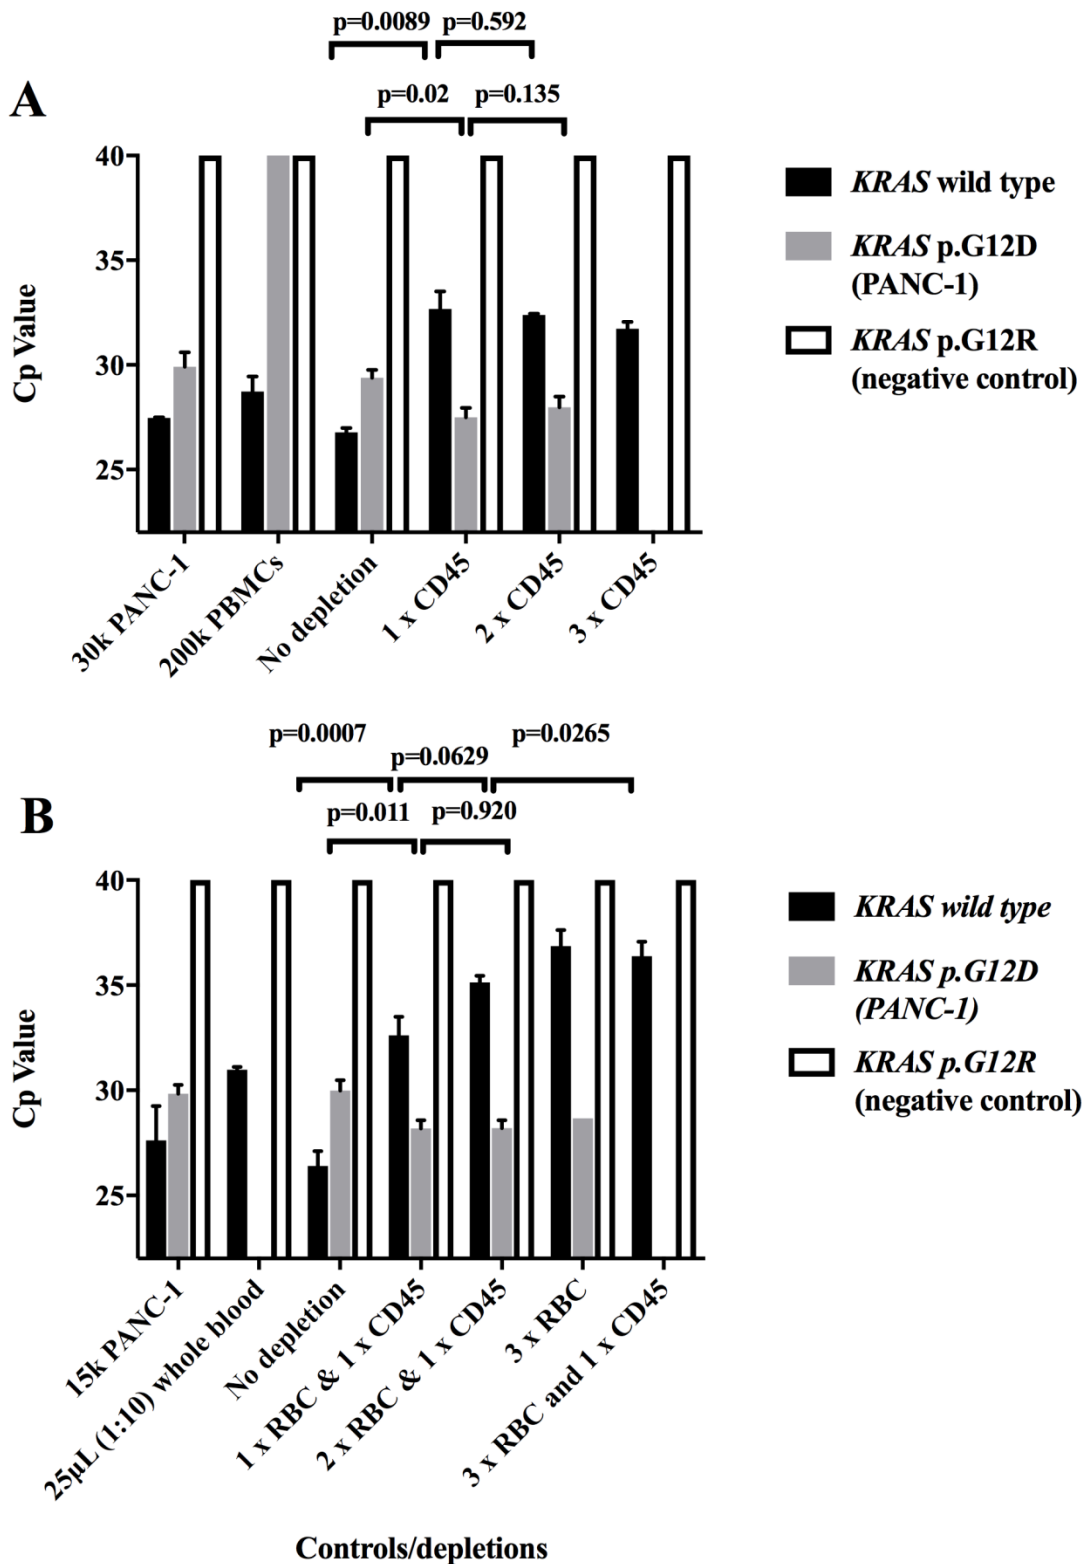 p=0.0089 p=0.592
p=0.02 p=0.135
A
40
35
30
25
Cp Value
KRAS wild type
KRAS p.G12D
(PANC-1)
KRAS p.G12R
(negative control)
30k PANC-1
200k PBMCs
No depletion
1 x CD45
2 x CD45
3 x CD45
p=0.0007 p=0.0265
p=0.0629
p=0.011 p=0.920
B
40
35
30
25
Cp Value
KRAS wild type
KRAS p.G12D
(PANC-1)
KRAS p.G12R
(negative control)
15k PANC-1
25µL (1:10) whole blood
No depletion
1 x RBC & 1 x CD45
2 x RBC & 1 x CD45
3 x RBC
3 x RBC and 1 x CD45
Controls/depletions